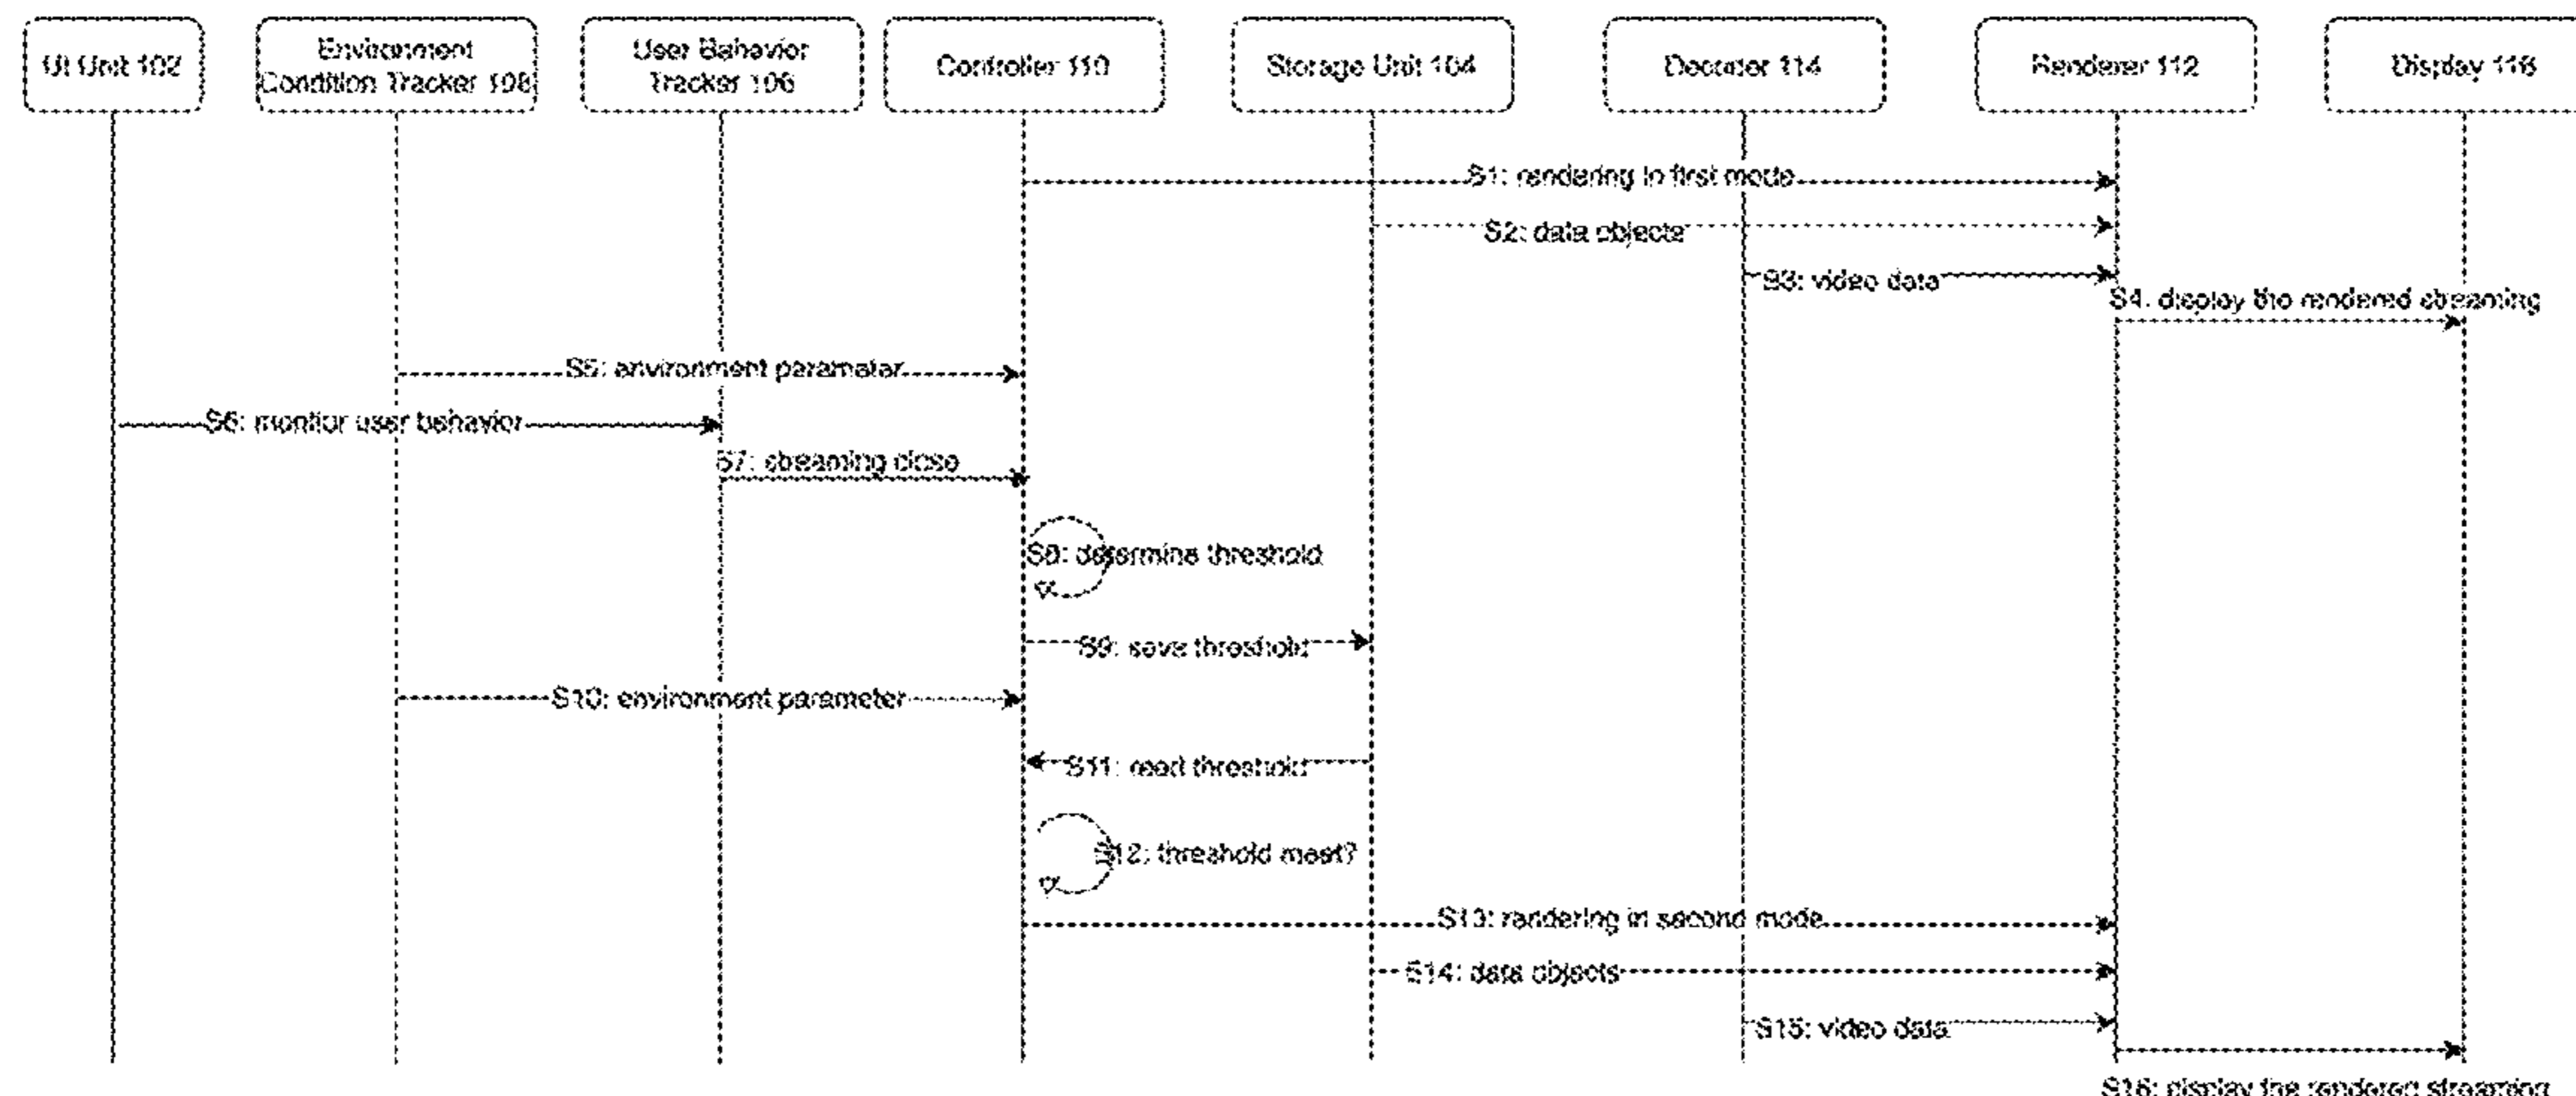 UI Unit 102
Environment
Condition Tracker 108
User Behavior
Tracker 106
Controller 110
Storage Unit 104
Decoder 114
Renderer 112
Display 116
S1: rendering in first mode
S2: data objects
S3: video data
S4: display the rendered streaming
S5: environment parameter
S6: monitor user behavior
S7: streaming close
S8: determine threshold
S9: save threshold
S10: environment parameter
S11: read threshold
S12: threshold meet?
S13: rendering in second mode
S14: data objects
S15: video data
S16: display the rendered streaming